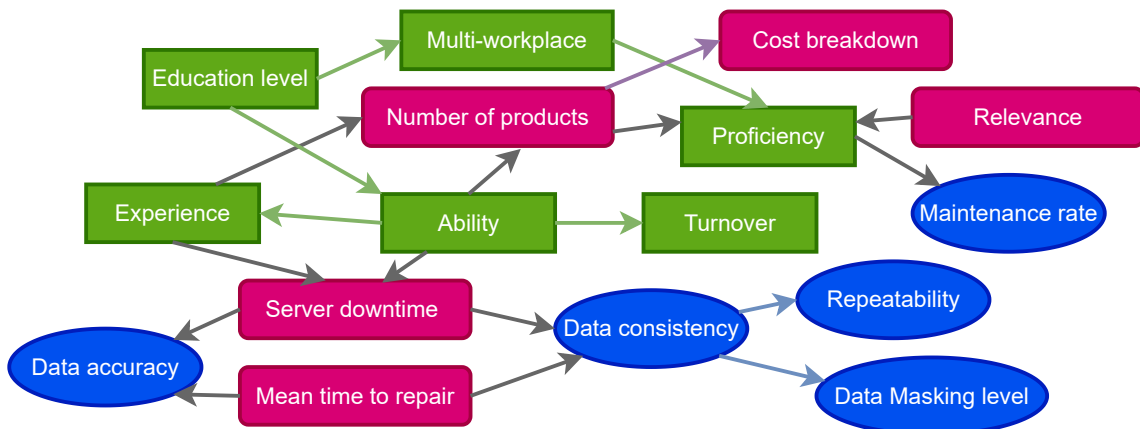 Multi-workplace
Cost breakdown
Education level
Number of products
Relevance
Proficiency
Experience
Ability
Turnover
Maintenance rate
Server downtime
Data consistency
Repeatability
Data accuracy
Mean time to repair
Data Masking level